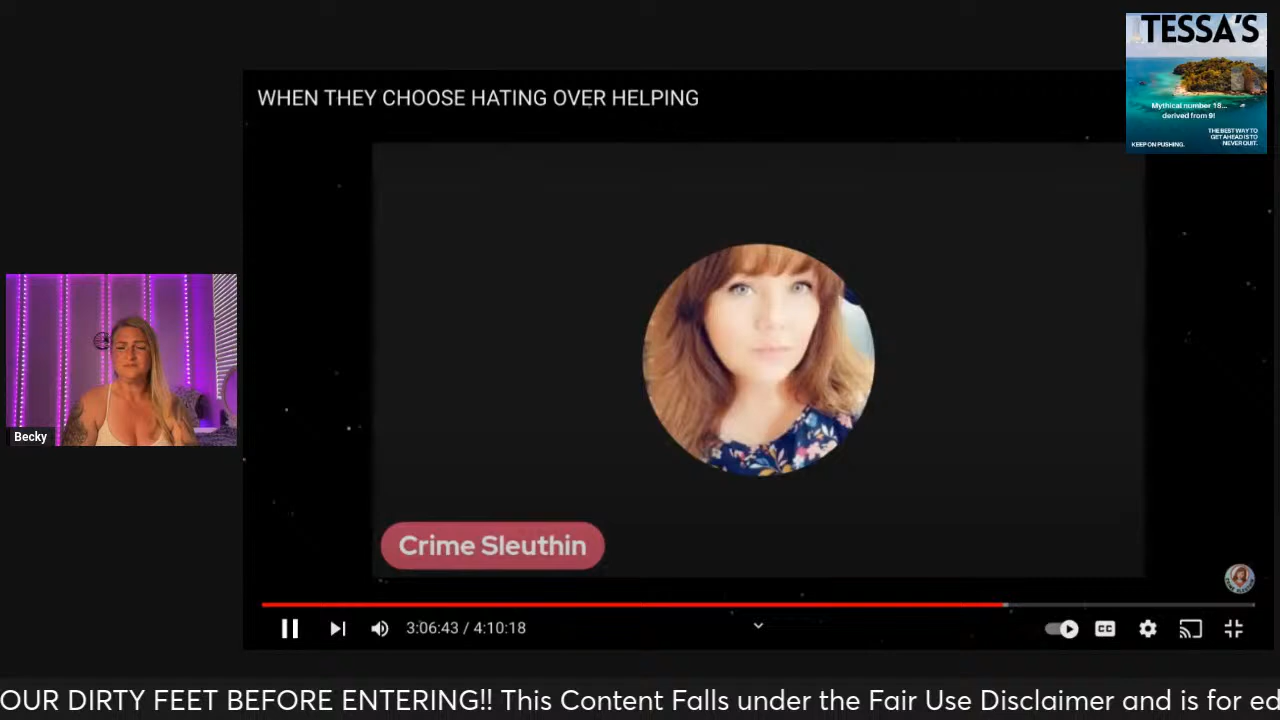 TESSA'S
Mythical number 18...
derived from 9!
THE BEST WAY TO
GET AHEAD IS TO
NEVER QUIT.
KEEP ON PUSHING.
WHEN THEY CHOOSE HATING OVER HELPING
Becky
Crime Sleuthin
3:06:43 / 4:10:18
CC
OUR DIRTY FEET BEFORE ENTERING!! This Content Falls under the Fair Use Disclaimer and is for ed